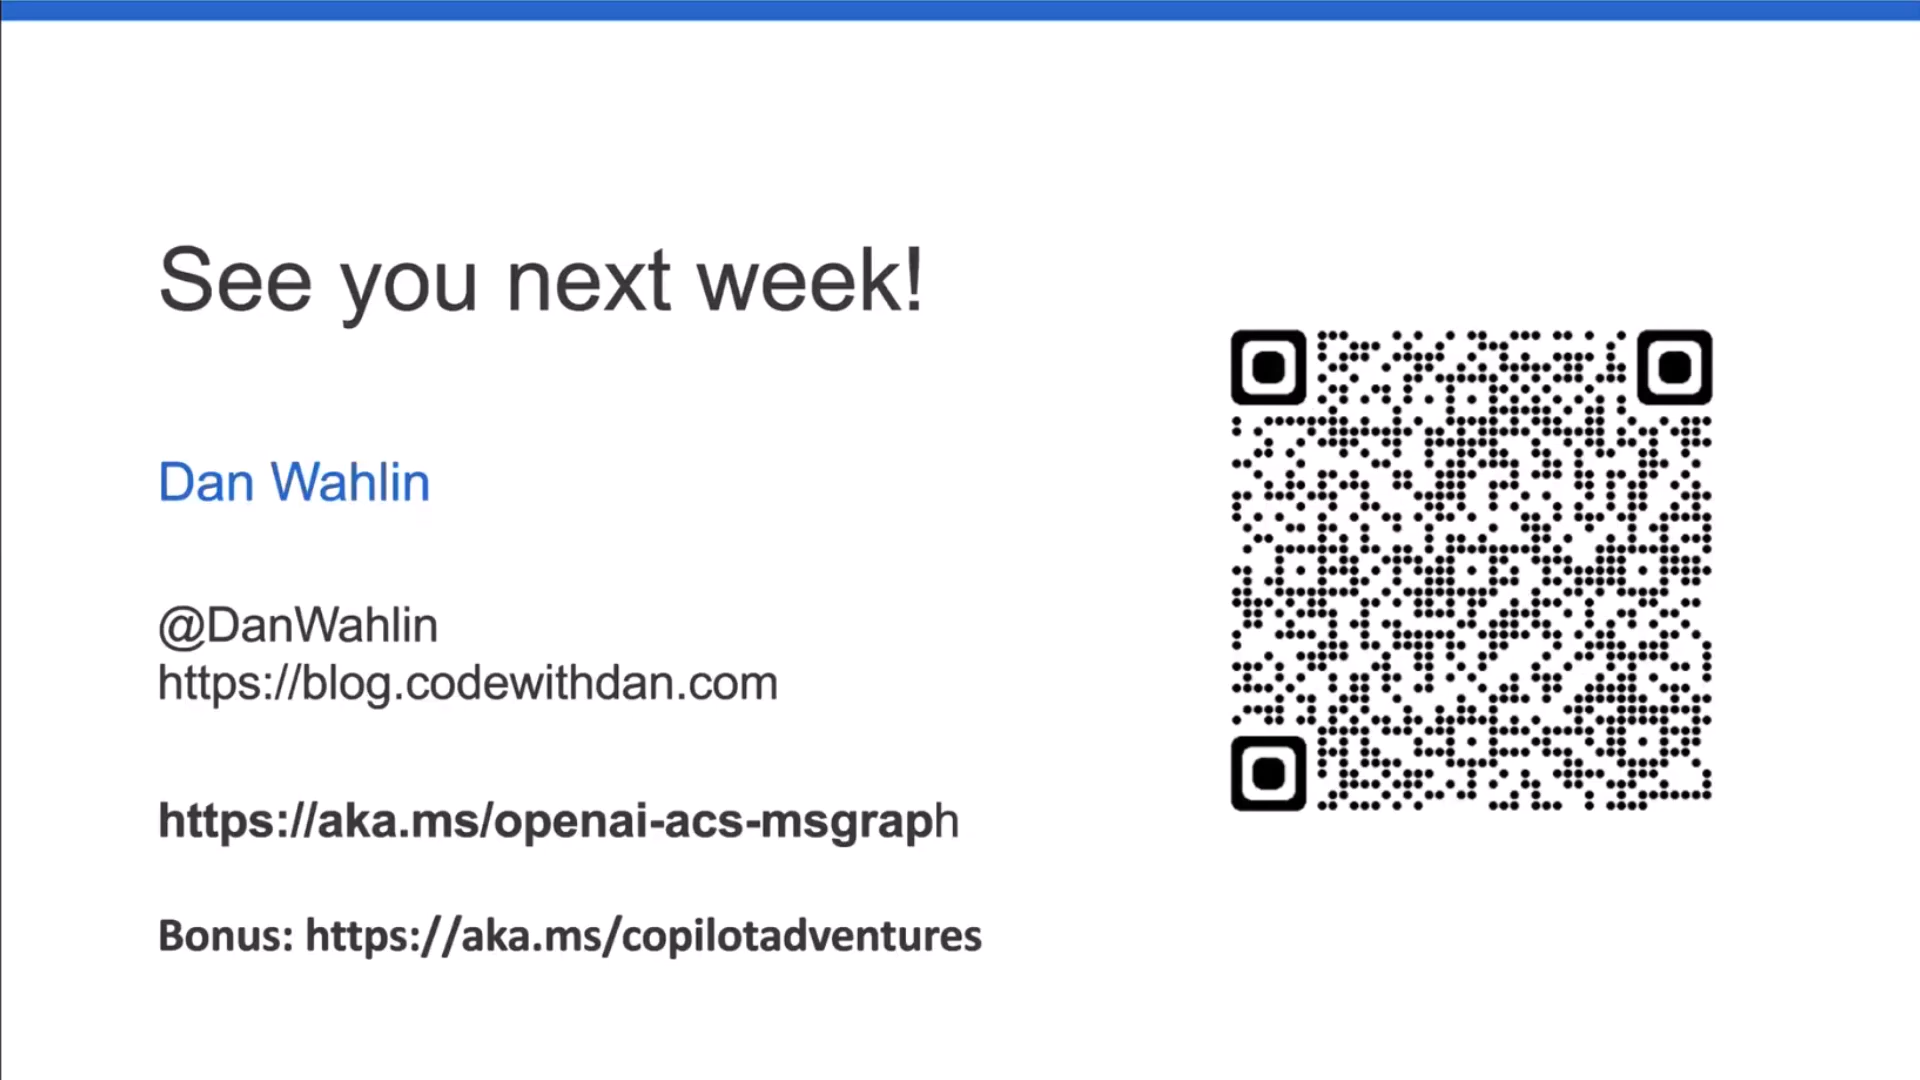 See you next week!
Dan Wahlin
@DanWahlin
https://blog.codewithdan.com
https://aka.ms/openai-acs-msgraph
Bonus: https://aka.ms/copilotadventures